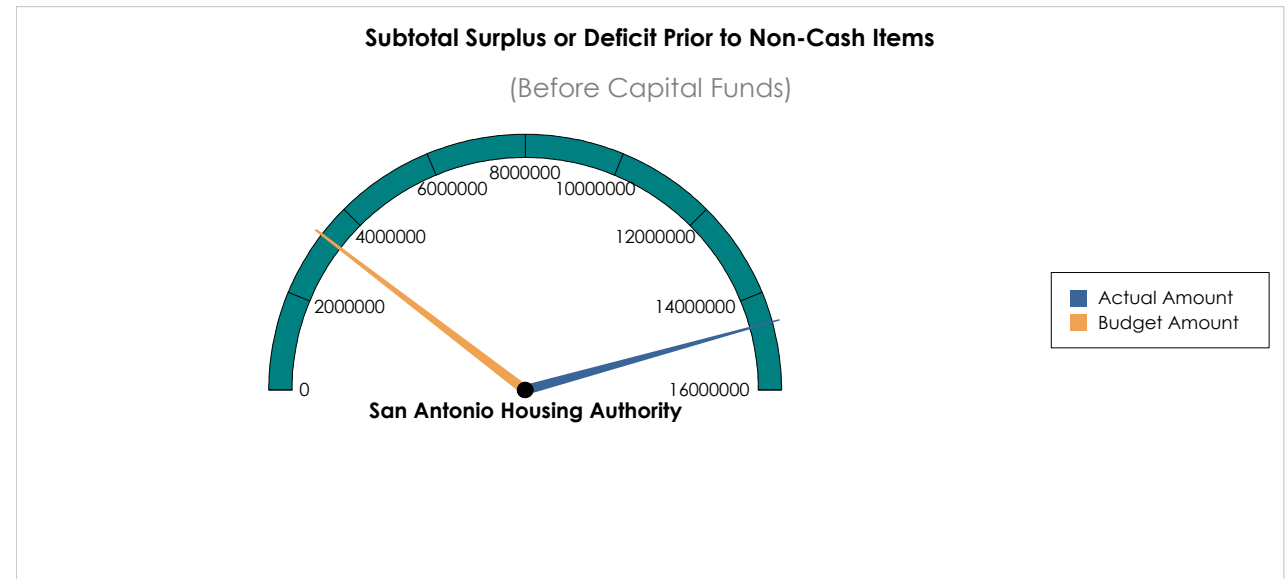 Subtotal Surplus or Deficit Prior to Non-Cash Items
(Before Capital Funds)
8000000
6000000
10000000
4000000
12000000
2000000
14000000
0
16000000
San Antonio Housing Authority
Actual Amount
Budget Amount